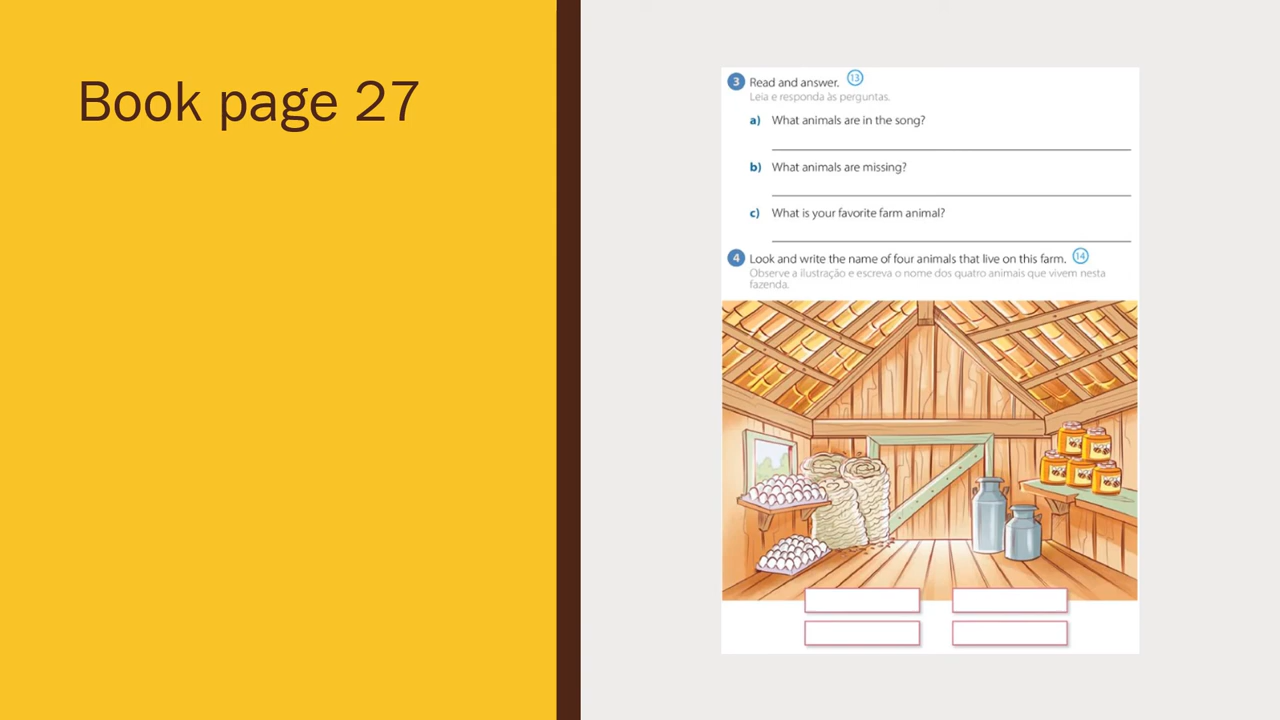 Book page 27
3 Read and answer. 13
Leia e responda às perguntas.
a) What animals are in the song?
b) What animals are missing?
c) What is your favorite farm animal?
4 Look and write the name of four animals that live on this farm. 14
Observe a ilustração e escreva o nome dos quatro animais que vivem nesta
fazenda.